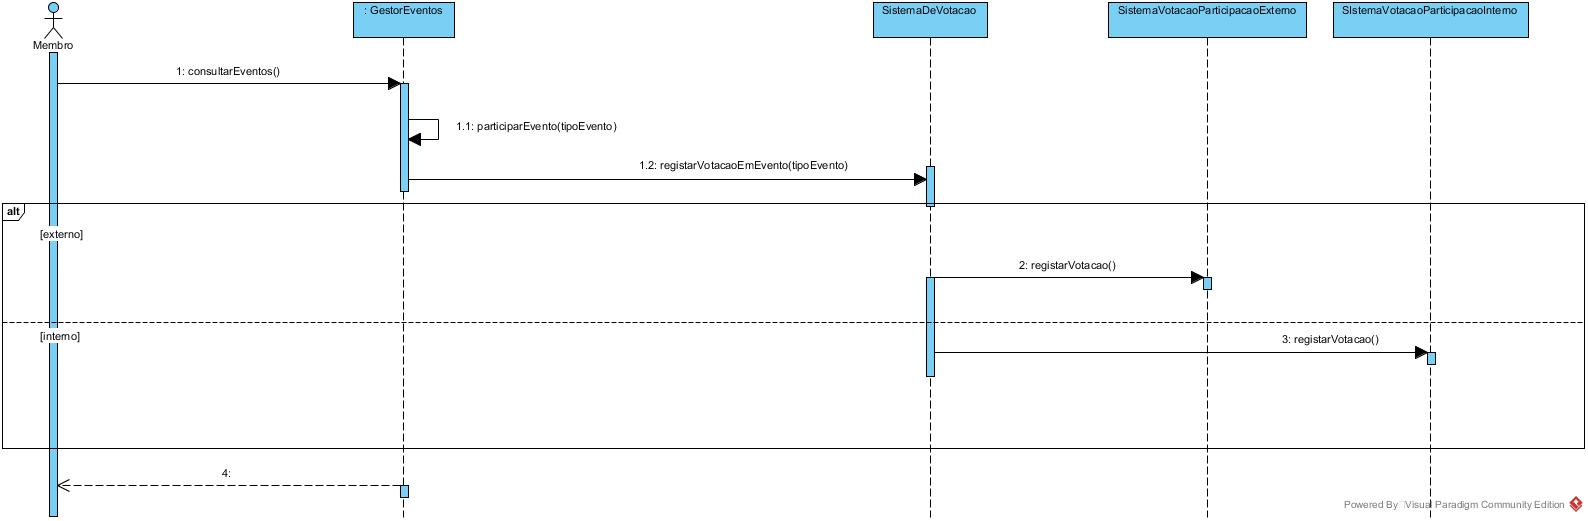 : GestorEventos
SistemaDeVotacao
SistemaVotacaoParticipacaoExterno
SIstemaVotacaoParticipacaoInterno
Membro
1: consultarEventos()
1.1: participarEvento(tipoEvento)
1.2: registarVotacaoEmEvento(tipoEvento)
alt
[externo]
2: registarVotacao()
[interno]
3: registarVotacao()
4:
Powered By Visual Paradigm Community Edition